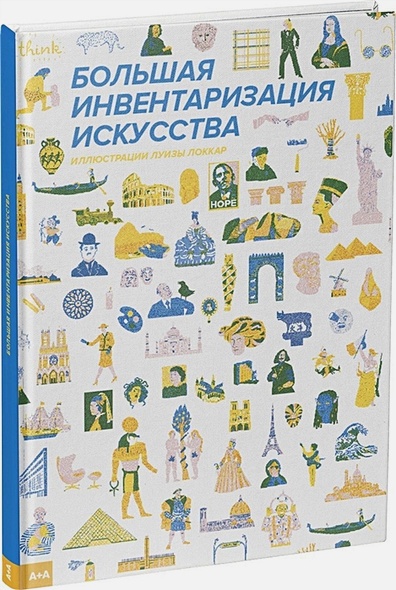 think
БОЛЬШАЯ
ИНВЕНТАРИЗАЦИЯ
ИСКУССТВА
ИЛЛЮСТРАЦИИ ЛУИЗЫ ЛОККАР
HOPE
БОЛЬШАЯ ИНВЕНТАРИЗАЦИЯ ИСКУССТВА
A+A
A+A